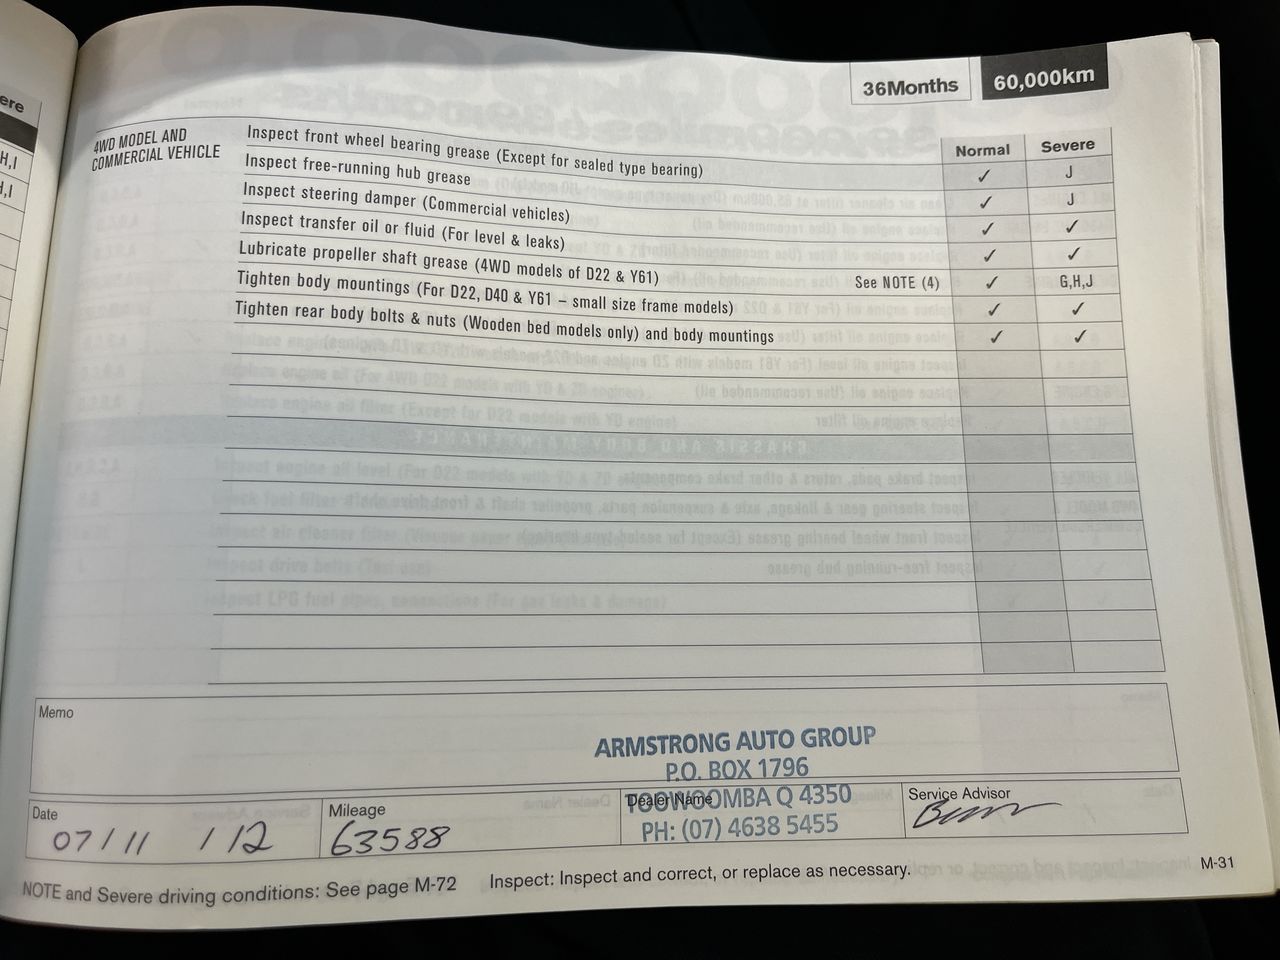 ere
H,I
H,I
36Months 60,000km
Normal Severe
4WD MODEL AND
COMMERCIAL VEHICLE
Inspect front wheel bearing grease (Except for sealed type bearing) ✓ J
Inspect free-running hub grease ✓ J
Inspect steering damper (Commercial vehicles) ✓ ✓
Inspect transfer oil or fluid (For level & leaks) ✓ ✓
Lubricate propeller shaft grease (4WD models of D22 & Y61) See NOTE (4) ✓ G,H,J
Tighten body mountings (For D22, D40 & Y61 – small size frame models) ✓ ✓
Tighten rear body bolts & nuts (Wooden bed models only) and body mountings ✓ ✓
Memo
ARMSTRONG AUTO GROUP
P.O. BOX 1796
TOOWOOMBA Q 4350
PH: (07) 4638 5455
Date
07/11/12
Mileage
63588
Dealer Name
Service Advisor
NOTE and Severe driving conditions: See page M-72 Inspect: Inspect and correct, or replace as necessary.
M-31